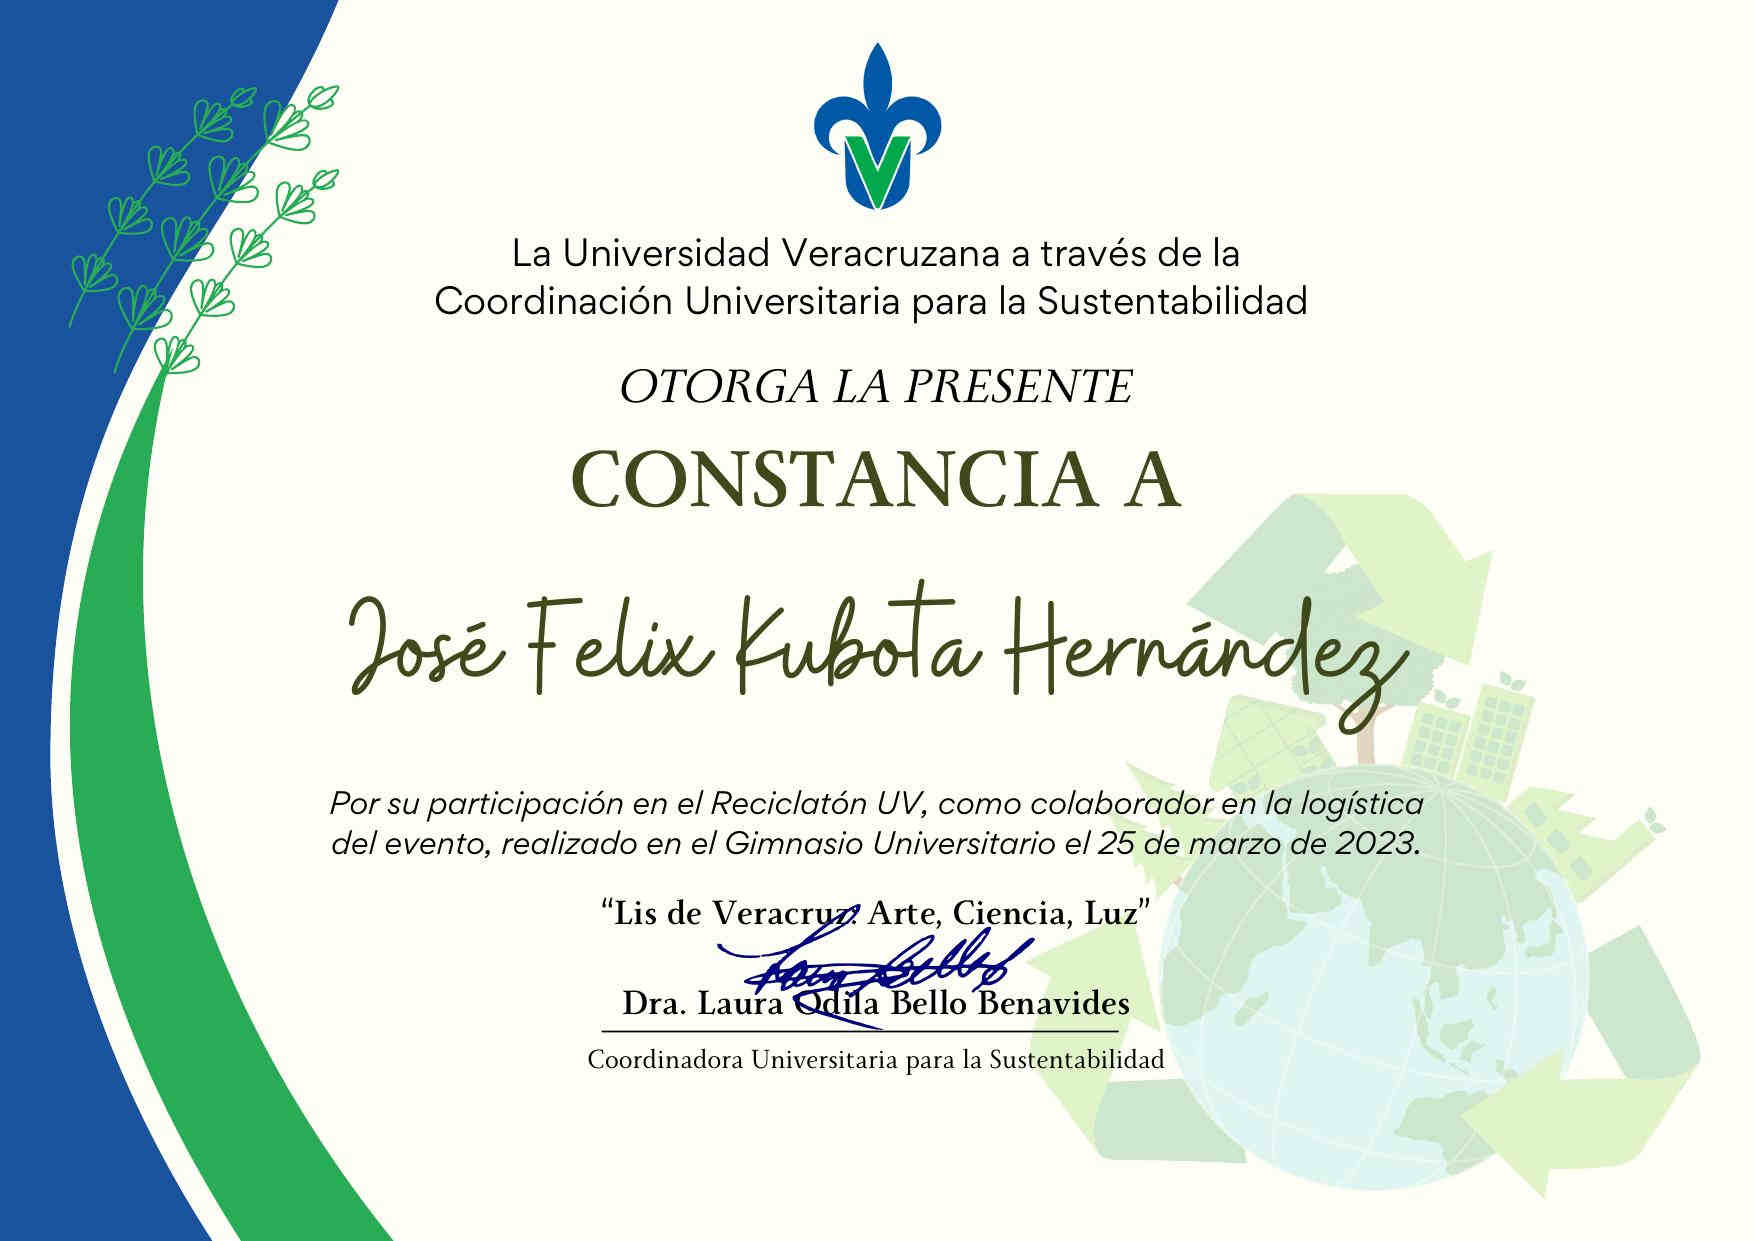 La Universidad Veracruzana a través de la
Coordinación Universitaria para la Sustentabilidad
OTORGA LA PRESENTE
CONSTANCIA A
José Felix Kubota Hernández
Por su participación en el Reciclatón UV, como colaborador en la logística
del evento, realizado en el Gimnasio Universitario el 25 de marzo de 2023.
“Lis de Veracruz: Arte, Ciencia, Luz”
Dra. Laura Odila Bello Benavides
Coordinadora Universitaria para la Sustentabilidad